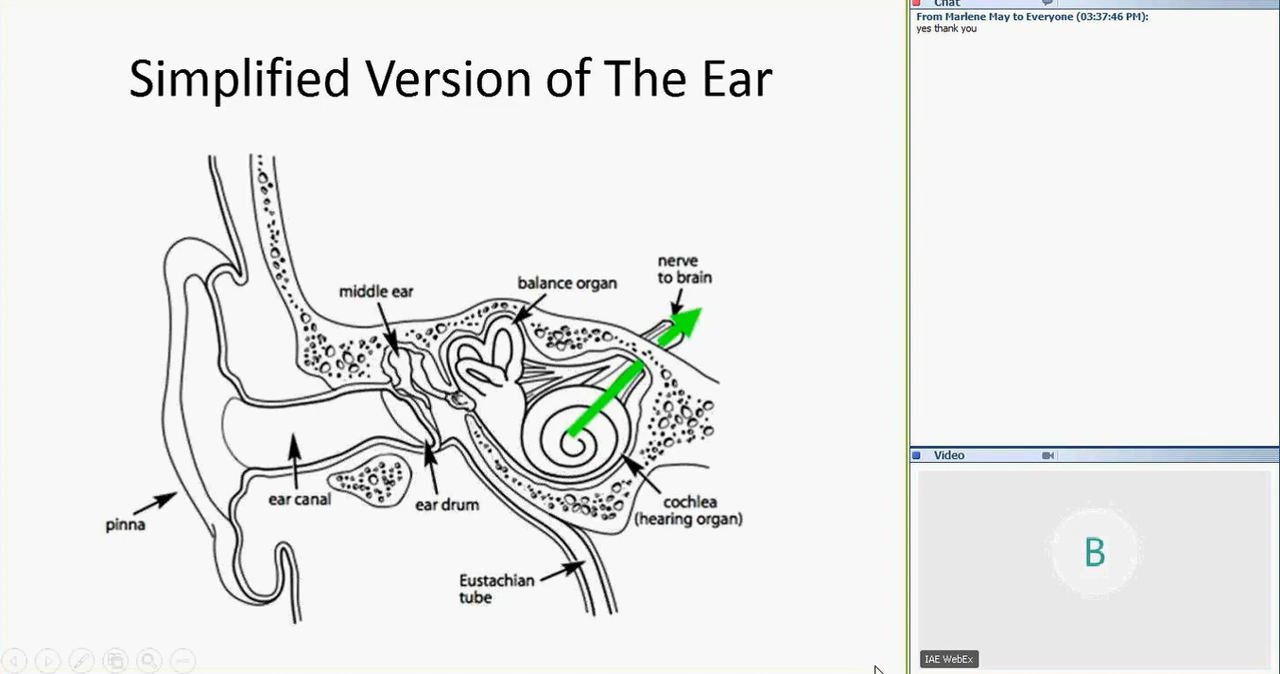 Simplified Version of The Ear
nerve
to brain
balance organ
middle ear
ear canal
ear drum
cochlea
(hearing organ)
pinna
Eustachian
tube
Chat
From Marlene May to Everyone (03:37:46 PM):
yes thank you
Video
B
IAE WebEx